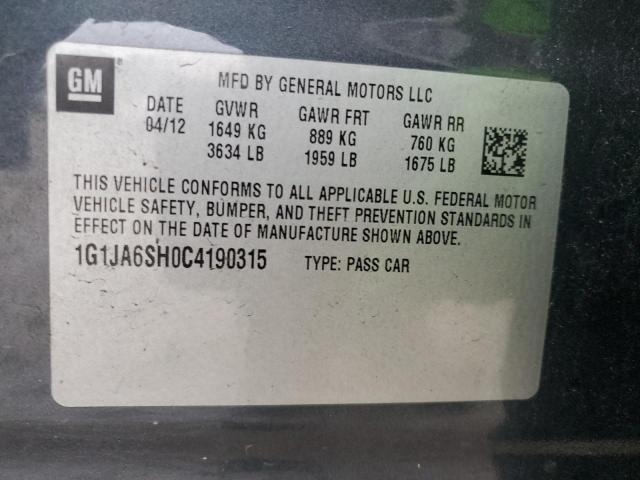 GM
MFD BY GENERAL MOTORS LLC
DATE GVWR GAWR FRT GAWR RR
04/12 1649 KG 889 KG 760 KG
3634 LB 1959 LB 1675 LB
THIS VEHICLE CONFORMS TO ALL APPLICABLE U.S. FEDERAL MOTOR
VEHICLE SAFETY, BUMPER, AND THEFT PREVENTION STANDARDS IN
EFFECT ON THE DATE OF MANUFACTURE SHOWN ABOVE.
1G1JA6SH0C4190315 TYPE: PASS CAR